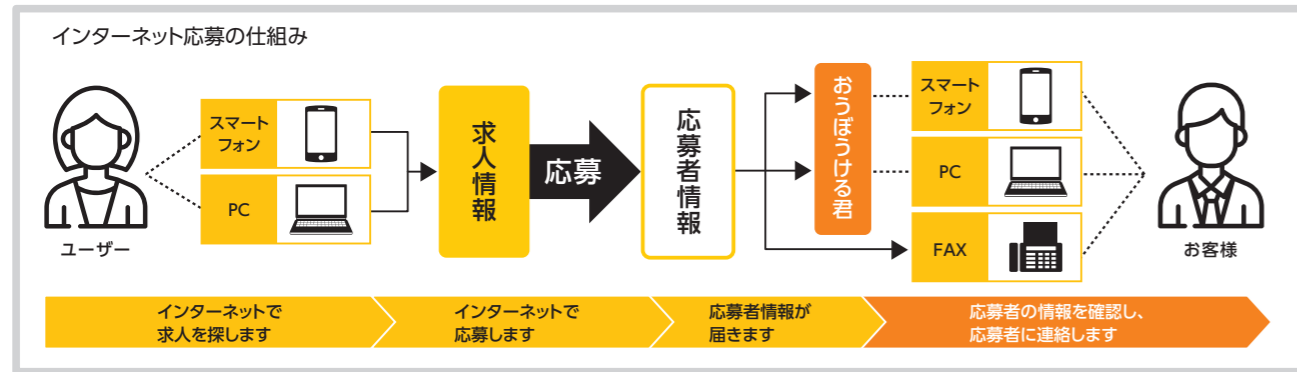 インターネット応募の仕組み
ユーザー
スマート
フォン
PC
求人情報
応募
応募者情報
おうぼうける君
スマート
フォン
PC
FAX
お客様
インターネットで
求人を探します
インターネットで
応募します
応募者情報が
届きます
応募者の情報を確認し、
応募者に連絡します